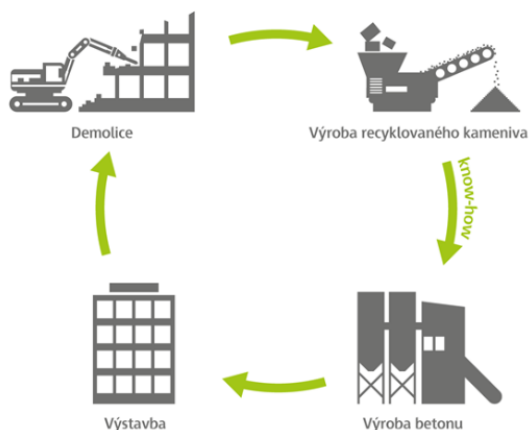 Demolice
Výroba recyklovaného kameniva
know-how
Výstavba
Výroba betonu